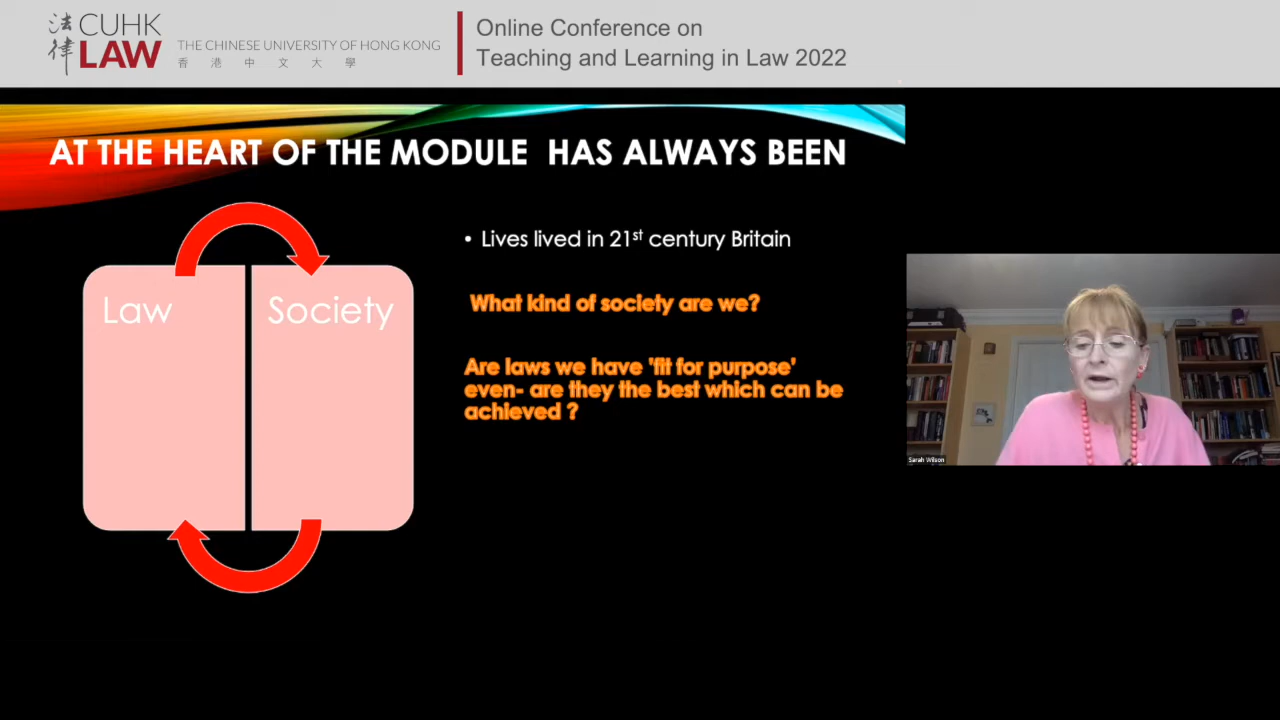 法律
CUHK
LAW
THE CHINESE UNIVERSITY OF HONG KONG
香港中文大學
Online Conference on
Teaching and Learning in Law 2022
AT THE HEART OF THE MODULE HAS ALWAYS BEEN
Law
Society
• Lives lived in 21st century Britain
What kind of society are we?
Are laws we have 'fit for purpose'
even- are they the best which can be
achieved ?
Sarah Wilson